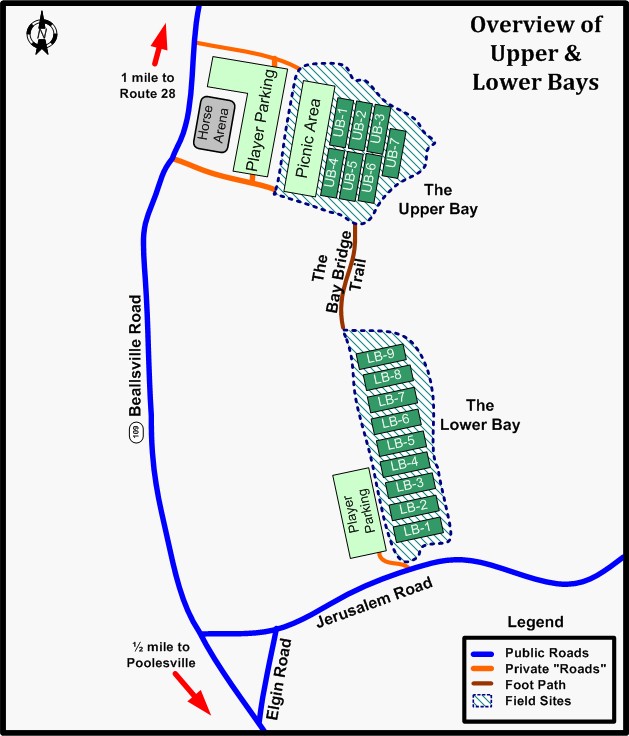 Overview of
Upper &
Lower Bays
1 mile to
Route 28
Horse
Arena
Player Parking
Picnic Area
UB-1
UB-2
UB-3
UB-4
UB-5
UB-6
UB-7
The
Upper Bay
The
Bay Bridge
Trail
109
Beallsville Road
LB-9
LB-8
LB-7
LB-6
LB-5
LB-4
LB-3
LB-2
LB-1
The
Lower Bay
Player
Parking
Jerusalem Road
Elgin Road
½ mile to
Poolesville
Legend
Public Roads
Private "Roads"
Foot Path
Field Sites